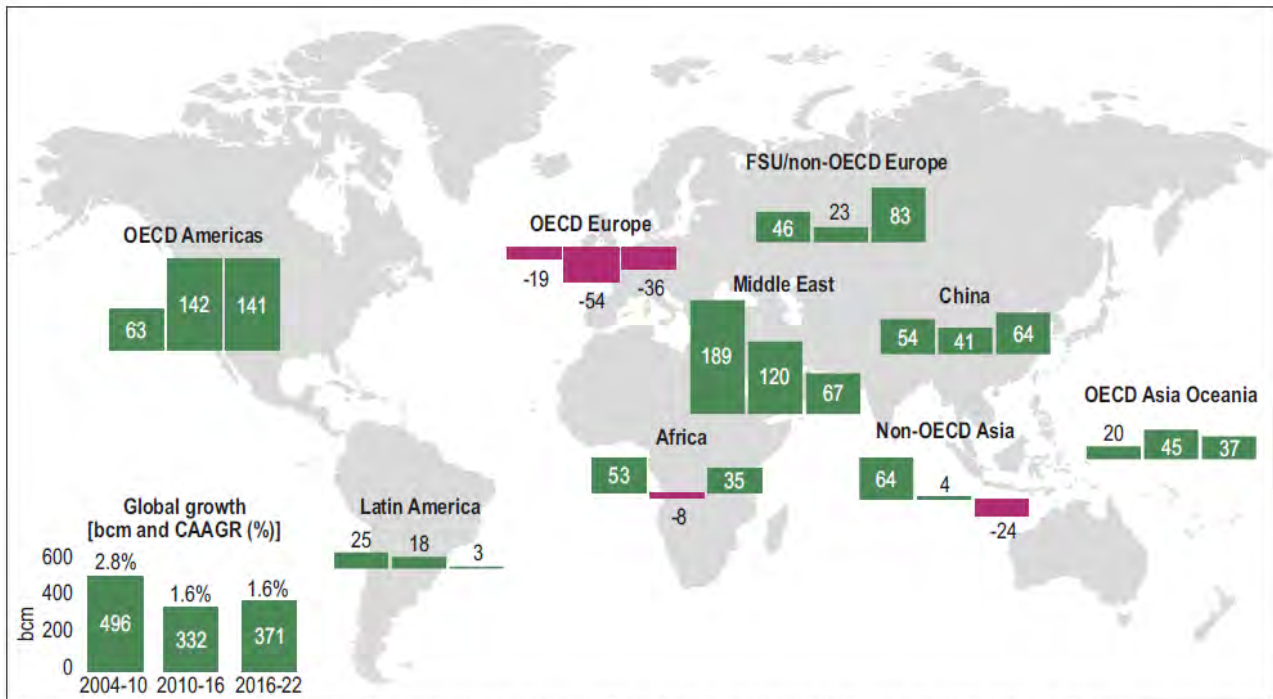 FSU/non-OECD Europe
46 23 83
OECD Europe
-19 -54 -36
OECD Americas
63 142 141
Middle East
189 120 67
China
54 41 64
OECD Asia Oceania
20 45 37
Africa
53 -8 35
Non-OECD Asia
64 4 -24
Latin America
25 18 3
Global growth
[bcm and CAAGR (%)]
600
400
200
0
bcm
2.8% 1.6% 1.6%
496 332 371
2004-10 2010-16 2016-22